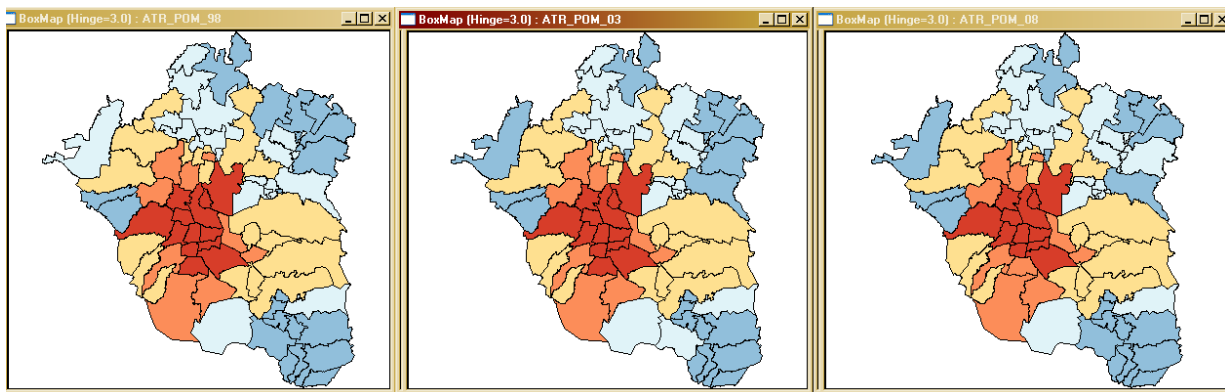 BoxMap (Hinge=3.0) : ATR_POM_98
BoxMap (Hinge=3.0) : ATR_POM_03
BoxMap (Hinge=3.0) : ATR_POM_08